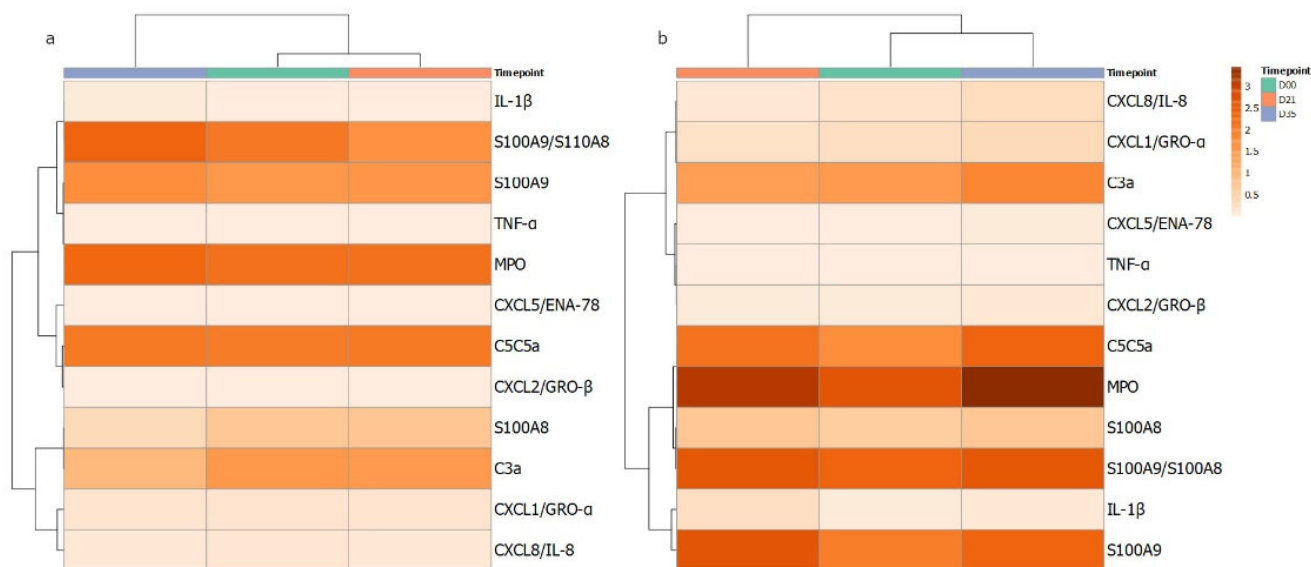 a
Timepoint
IL-1β
S100A9/S110A8
S100A9
TNF-α
MPO
CXCL5/ENA-78
C5C5a
CXCL2/GRO-β
S100A8
C3a
CXCL1/GRO-α
CXCL8/IL-8
b
Timepoint
CXCL8/IL-8
CXCL1/GRO-α
C3a
CXCL5/ENA-78
TNF-α
CXCL2/GRO-β
C5C5a
MPO
S100A8
S100A9/S100A8
IL-1β
S100A9
3
2.5
2
1.5
1
0.5
Timepoint
D00
D21
D35